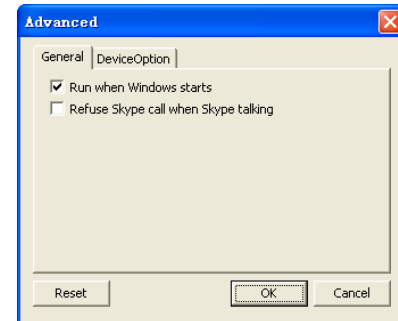 Advanced
General DeviceOption
Run when Windows starts
Refuse Skype call when Skype talking
Reset OK Cancel